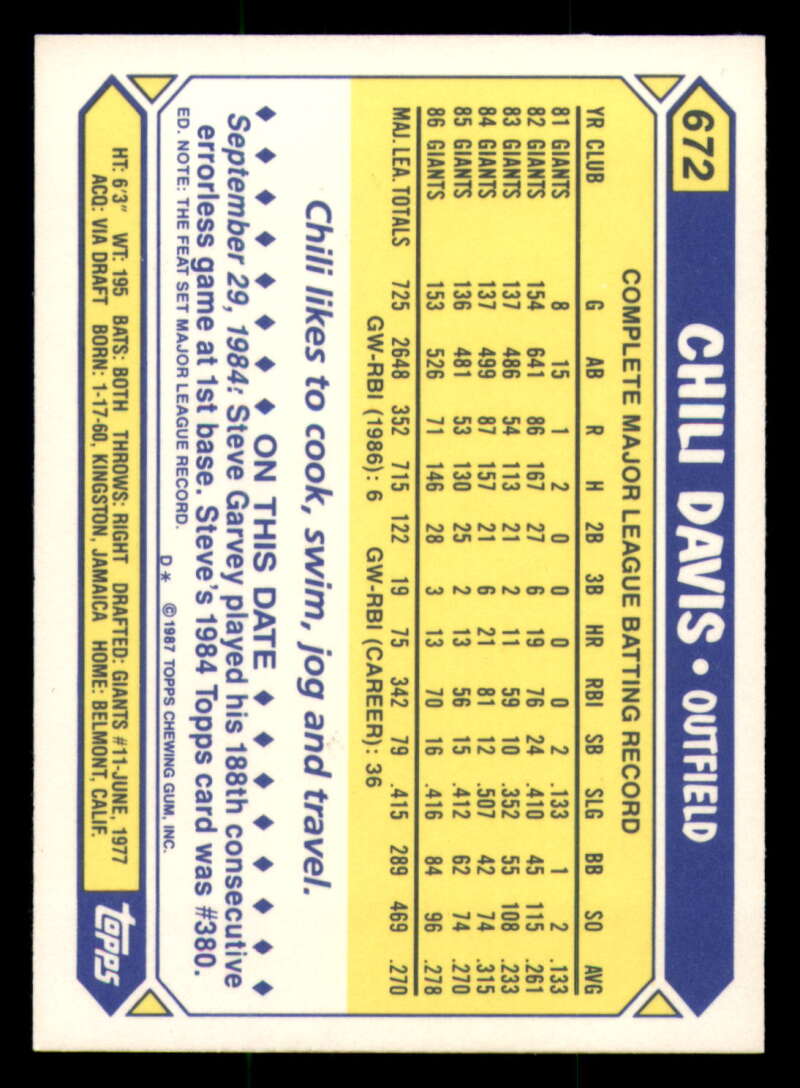 672 CHILI DAVIS • OUTFIELD
COMPLETE MAJOR LEAGUE BATTING RECORD
YR CLUB G AB R H 2B 3B HR RBI SB SLG BB SO AVG
81 GIANTS 8 15 1 2 0 0 0 0 2 .133 1 2 .133
82 GIANTS 154 641 86 167 27 6 19 76 24 .410 45 115 .261
83 GIANTS 137 486 54 113 21 2 11 59 10 .352 55 108 .233
84 GIANTS 137 499 87 157 21 6 21 81 12 .507 42 74 .315
85 GIANTS 136 481 53 130 25 2 13 56 15 .412 62 74 .270
86 GIANTS 153 526 71 146 28 3 13 70 16 .416 84 96 .278
MAJ. LEA. TOTALS 725 2648 352 715 122 19 75 342 79 .415 289 469 .270
GW-RBI (1986): 6 GW-RBI (CAREER): 36
Chili likes to cook, swim, jog and travel.
◆ ◆ ◆ ◆ ◆ ◆ ◆ ◆ ON THIS DATE ◆ ◆ ◆ ◆ ◆ ◆ ◆ ◆
September 29, 1984: Steve Garvey played his 188th consecutive
errorless game at 1st base. Steve's 1984 Topps card was #380.
ED. NOTE: THE FEAT SET MAJOR LEAGUE RECORD.
D* ©1987 TOPPS CHEWING GUM, INC.
HT: 6'3" WT: 195 BATS: BOTH THROWS: RIGHT DRAFTED: GIANTS #11-JUNE, 1977
ACQ: VIA DRAFT BORN: 1-17-60, KINGSTON, JAMAICA HOME: BELMONT, CALIF.
topps